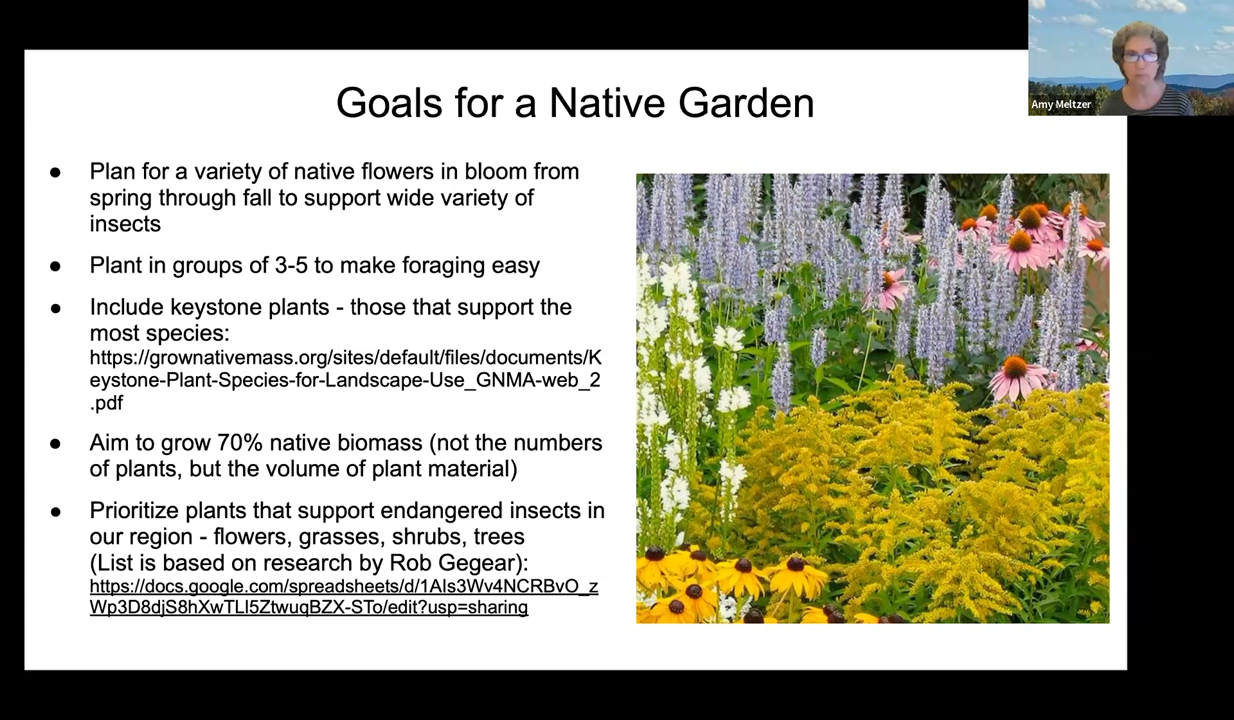 Goals for a Native Garden
Amy Meltzer
● Plan for a variety of native flowers in bloom from
spring through fall to support wide variety of
insects
● Plant in groups of 3-5 to make foraging easy
● Include keystone plants - those that support the
most species:
https://grownativemass.org/sites/default/files/documents/K
eystone-Plant-Species-for-Landscape-Use_GNMA-web_2
.pdf
● Aim to grow 70% native biomass (not the numbers
of plants, but the volume of plant material)
● Prioritize plants that support endangered insects in
our region - flowers, grasses, shrubs, trees
(List is based on research by Rob Gegear):
https://docs.google.com/spreadsheets/d/1AIs3Wv4NCRBvO_z
Wp3D8djS8hXwTLI5ZtwuqBZX-STo/edit?usp=sharing